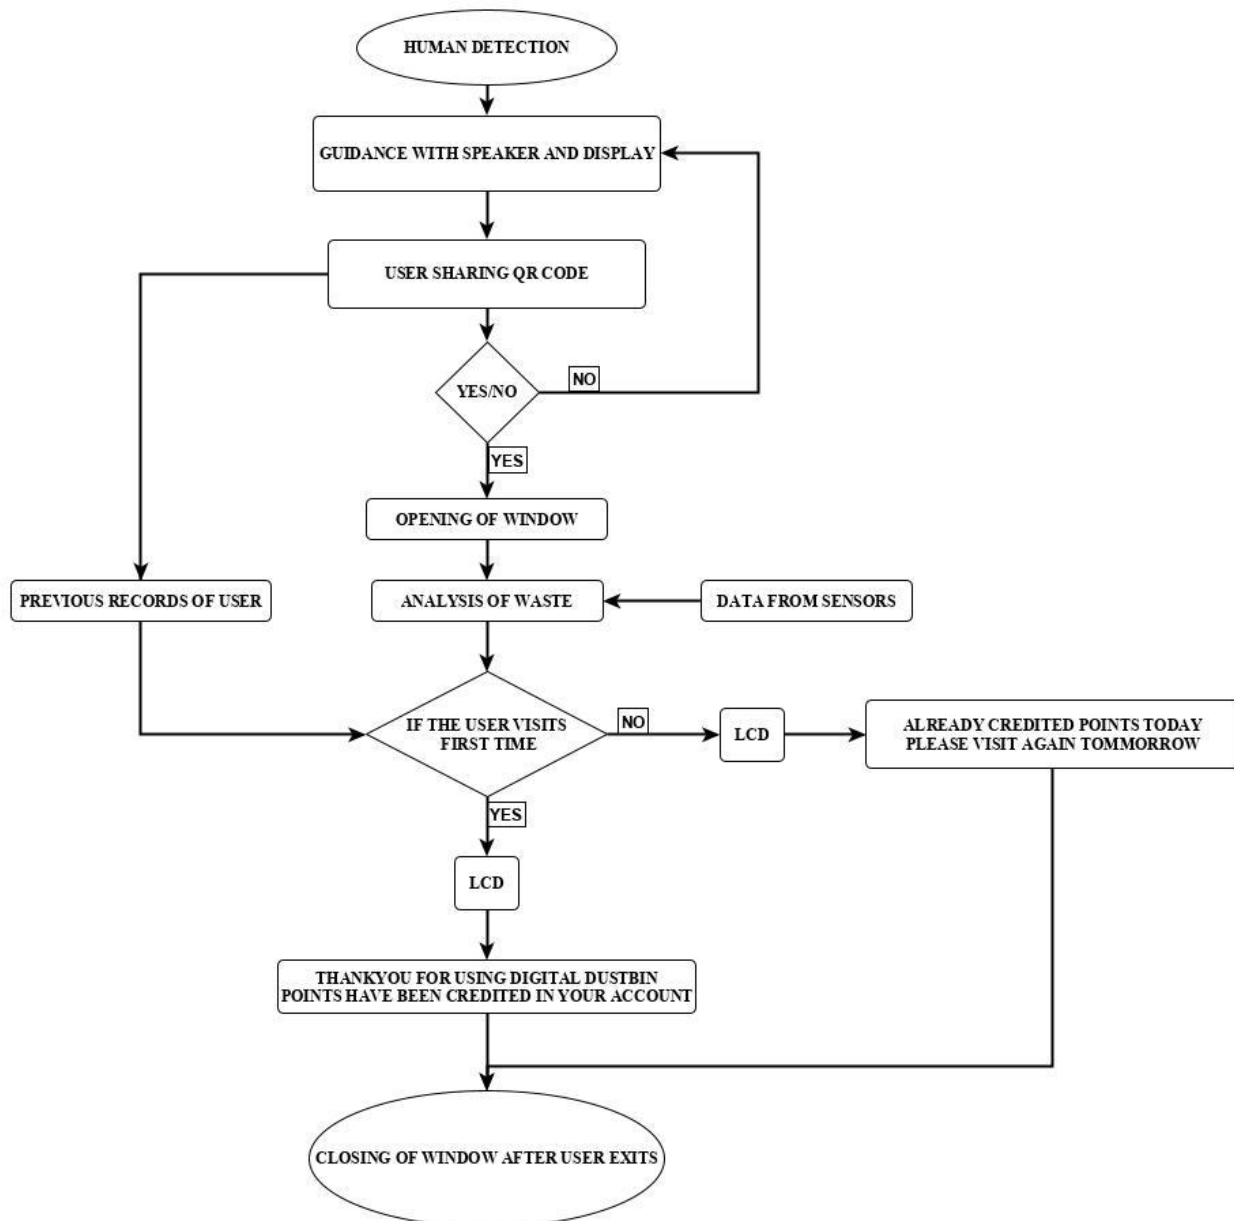 HUMAN DETECTION
GUIDANCE WITH SPEAKER AND DISPLAY
USER SHARING QR CODE
YES/NO
NO
YES
OPENING OF WINDOW
PREVIOUS RECORDS OF USER
ANALYSIS OF WASTE
DATA FROM SENSORS
IF THE USER VISITS
FIRST TIME
NO
LCD
ALREADY CREDITED POINTS TODAY
PLEASE VISIT AGAIN TOMMORROW
YES
LCD
THANKYOU FOR USING DIGITAL DUSTBIN
POINTS HAVE BEEN CREDITED IN YOUR ACCOUNT
CLOSING OF WINDOW AFTER USER EXITS